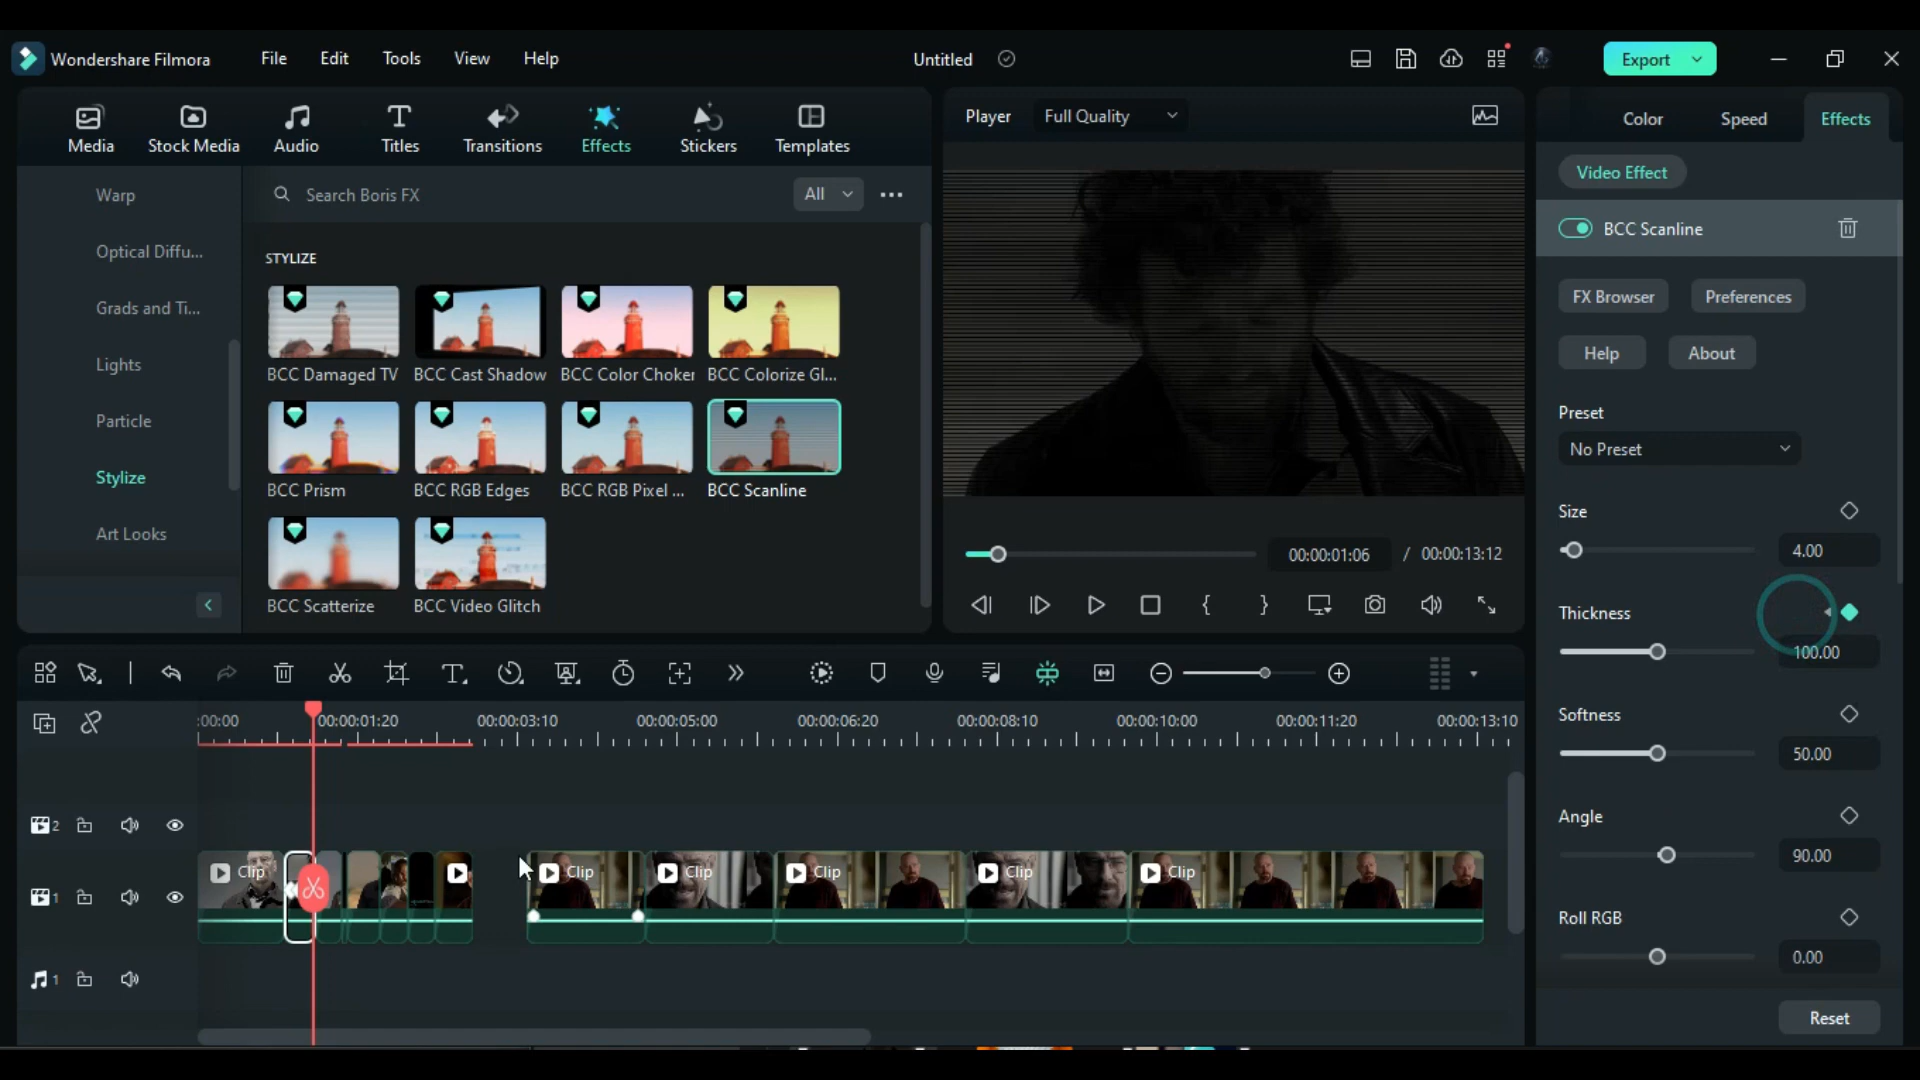 Wondershare Filmora
File
Edit
Tools
View
Help
Untitled
Export
Media
Stock Media
Audio
Titles
Transitions
Effects
Stickers
Templates
Warp
Optical Diffu...
Grads and Ti...
Lights
Particle
Stylize
Art Looks
Search Boris FX
All
STYLIZE
BCC Damaged TV
BCC Cast Shadow
BCC Color Choker
BCC Colorize Gl...
BCC Prism
BCC RGB Edges
BCC RGB Pixel ...
BCC Scanline
BCC Scatterize
BCC Video Glitch
Player
Full Quality
00:00:01:06
/ 00:00:13:12
Color
Speed
Effects
Video Effect
BCC Scanline
FX Browser
Preferences
Help
About
Preset
No Preset
Size
4.00
Thickness
100.00
Softness
50.00
Angle
90.00
Roll RGB
0.00
Reset
:00:00
00:00:01:20
00:00:03:10
00:00:05:00
00:00:06:20
00:00:08:10
00:00:10:00
00:00:11:20
00:00:13:10
2
1
Clip
Clip
Clip
Clip
Clip
Clip
1